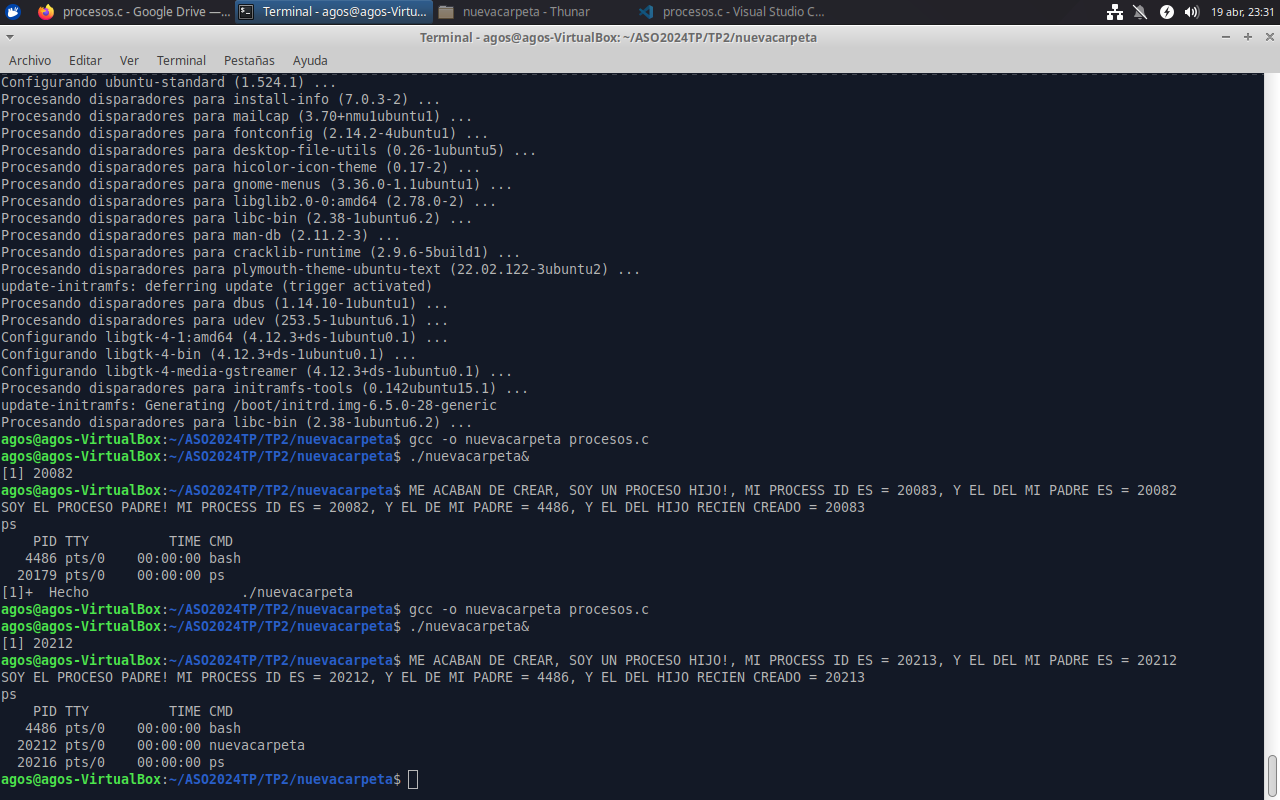 procesos.c - Google Drive —...
Terminal - agos@agos-Virtu...
nuevacarpeta - Thunar
procesos.c - Visual Studio C...
19 abr, 23:31
Terminal - agos@agos-VirtualBox: ~/ASO2024TP/TP2/nuevacarpeta
Archivo Editar Ver Terminal Pestañas Ayuda
Configurando ubuntu-standard (1.524.1) ...
Procesando disparadores para install-info (7.0.3-2) ...
Procesando disparadores para mailcap (3.70+nmu1ubuntu1) ...
Procesando disparadores para fontconfig (2.14.2-4ubuntu1) ...
Procesando disparadores para desktop-file-utils (0.26-1ubuntu5) ...
Procesando disparadores para hicolor-icon-theme (0.17-2) ...
Procesando disparadores para gnome-menus (3.36.0-1.1ubuntu1) ...
Procesando disparadores para libglib2.0-0:amd64 (2.78.0-2) ...
Procesando disparadores para libc-bin (2.38-1ubuntu6.2) ...
Procesando disparadores para man-db (2.11.2-3) ...
Procesando disparadores para cracklib-runtime (2.9.6-5build1) ...
Procesando disparadores para plymouth-theme-ubuntu-text (22.02.122-3ubuntu2) ...
update-initramfs: deferring update (trigger activated)
Procesando disparadores para dbus (1.14.10-1ubuntu1) ...
Procesando disparadores para udev (253.5-1ubuntu6.1) ...
Configurando libgtk-4-1:amd64 (4.12.3+ds-1ubuntu0.1) ...
Configurando libgtk-4-bin (4.12.3+ds-1ubuntu0.1) ...
Configurando libgtk-4-media-gstreamer (4.12.3+ds-1ubuntu0.1) ...
Procesando disparadores para initramfs-tools (0.142ubuntu15.1) ...
update-initramfs: Generating /boot/initrd.img-6.5.0-28-generic
Procesando disparadores para libc-bin (2.38-1ubuntu6.2) ...
agos@agos-VirtualBox:~/ASO2024TP/TP2/nuevacarpeta$ gcc -o nuevacarpeta procesos.c
agos@agos-VirtualBox:~/ASO2024TP/TP2/nuevacarpeta$ ./nuevacarpeta&
[1] 20082
agos@agos-VirtualBox:~/ASO2024TP/TP2/nuevacarpeta$ ME ACABAN DE CREAR, SOY UN PROCESO HIJO!, MI PROCESS ID ES = 20083, Y EL DEL MI PADRE ES = 20082
SOY EL PROCESO PADRE! MI PROCESS ID ES = 20082, Y EL DE MI PADRE = 4486, Y EL DEL HIJO RECIEN CREADO = 20083
ps
    PID TTY          TIME CMD
   4486 pts/0    00:00:00 bash
  20179 pts/0    00:00:00 ps
[1]+  Hecho                   ./nuevacarpeta
agos@agos-VirtualBox:~/ASO2024TP/TP2/nuevacarpeta$ gcc -o nuevacarpeta procesos.c
agos@agos-VirtualBox:~/ASO2024TP/TP2/nuevacarpeta$ ./nuevacarpeta&
[1] 20212
agos@agos-VirtualBox:~/ASO2024TP/TP2/nuevacarpeta$ ME ACABAN DE CREAR, SOY UN PROCESO HIJO!, MI PROCESS ID ES = 20213, Y EL DEL MI PADRE ES = 20212
SOY EL PROCESO PADRE! MI PROCESS ID ES = 20212, Y EL DE MI PADRE = 4486, Y EL DEL HIJO RECIEN CREADO = 20213
ps
    PID TTY          TIME CMD
   4486 pts/0    00:00:00 bash
  20212 pts/0    00:00:00 nuevacarpeta
  20216 pts/0    00:00:00 ps
agos@agos-VirtualBox:~/ASO2024TP/TP2/nuevacarpeta$